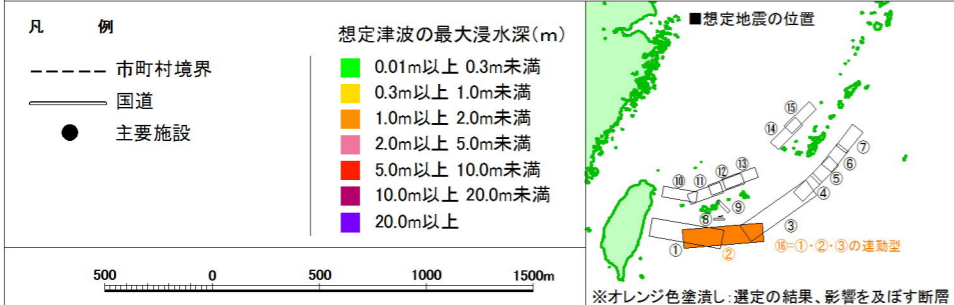 凡　　例
市町村境界
国道
主要施設
想定津波の最大浸水深(m)
0.01m以上 0.3m未満
0.3m以上 1.0m未満
1.0m以上 2.0m未満
2.0m以上 5.0m未満
5.0m以上 10.0m未満
10.0m以上 20.0m未満
20.0m以上
500 0 500 1000 1500m
■想定地震の位置
⑮
⑭
⑦
⑥
⑤
④
⑬
⑫
⑪
⑩
⑨
⑧
③
①
②
⑯=①・②・③の連動型
※オレンジ色塗潰し:選定の結果、影響を及ぼす断層